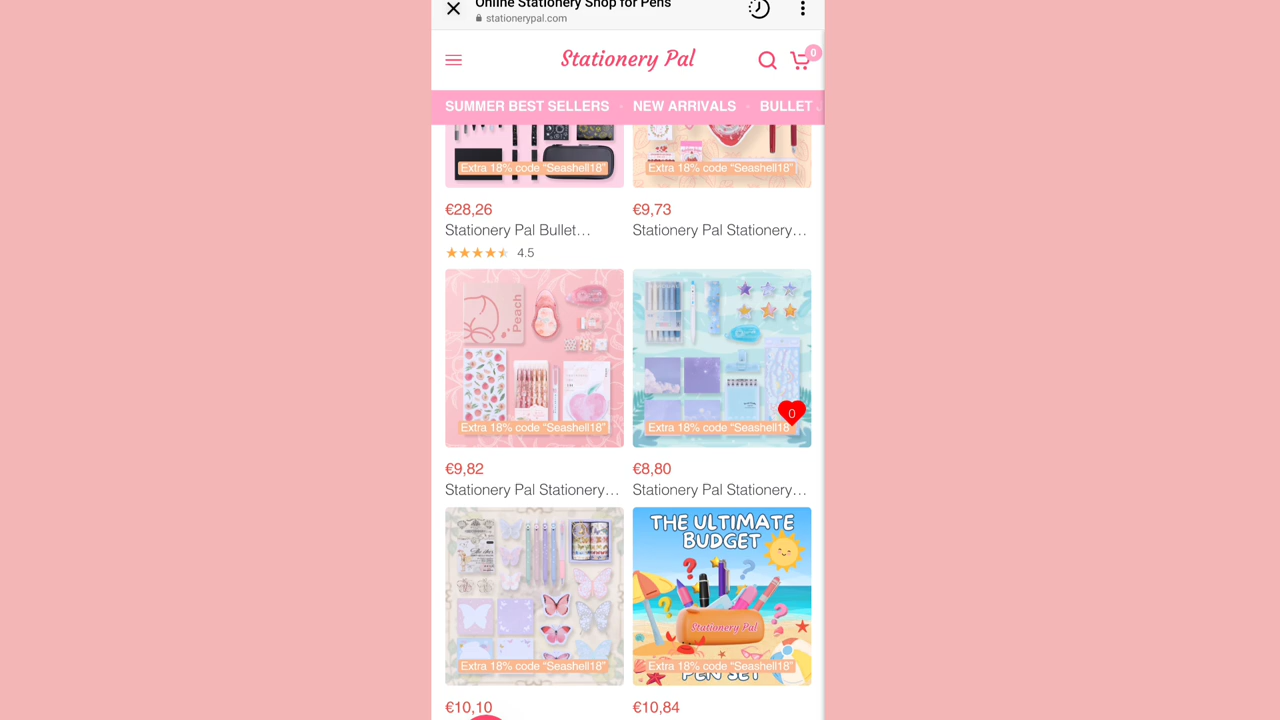 Online Stationery Shop for Pens
stationerypal.com
Stationery Pal
0
SUMMER BEST SELLERS • NEW ARRIVALS • BULLET J
Extra 18% code "Seashell18"
Extra 18% code "Seashell18"
€28,26
€9,73
Stationery Pal Bullet...
Stationery Pal Stationery...
4.5
Peach
0
Extra 18% code "Seashell18"
Extra 18% code "Seashell18
€9,82
€8,80
Stationery Pal Stationery...
Stationery Pal Stationery...
THE ULTIMATE
BUDGET
Stationery Pal
Extra 18% code "Seashell18"
Extra 18% code "Seashell18"
PEN SET
€10,10
€10,84